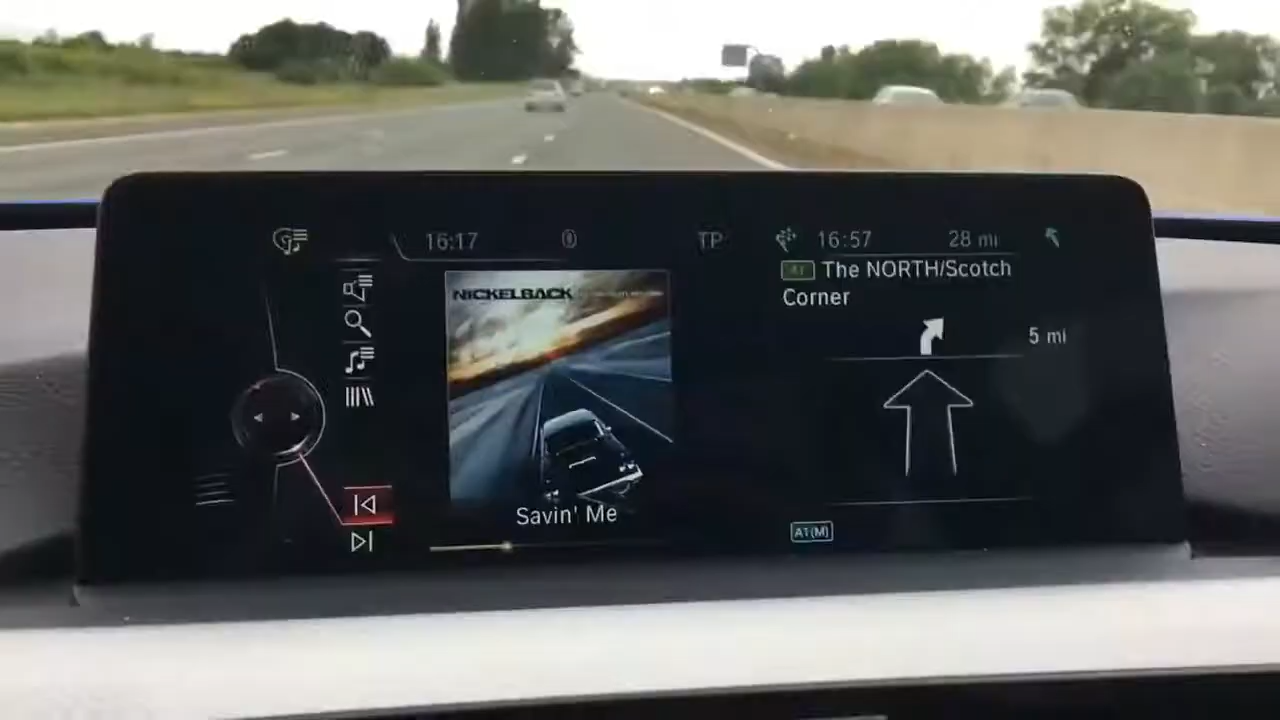 16:17
TP
16:57
28 mi
The NORTH/Scotch
Corner
5 mi
NICKELBACK
Savin' Me
A1(M)